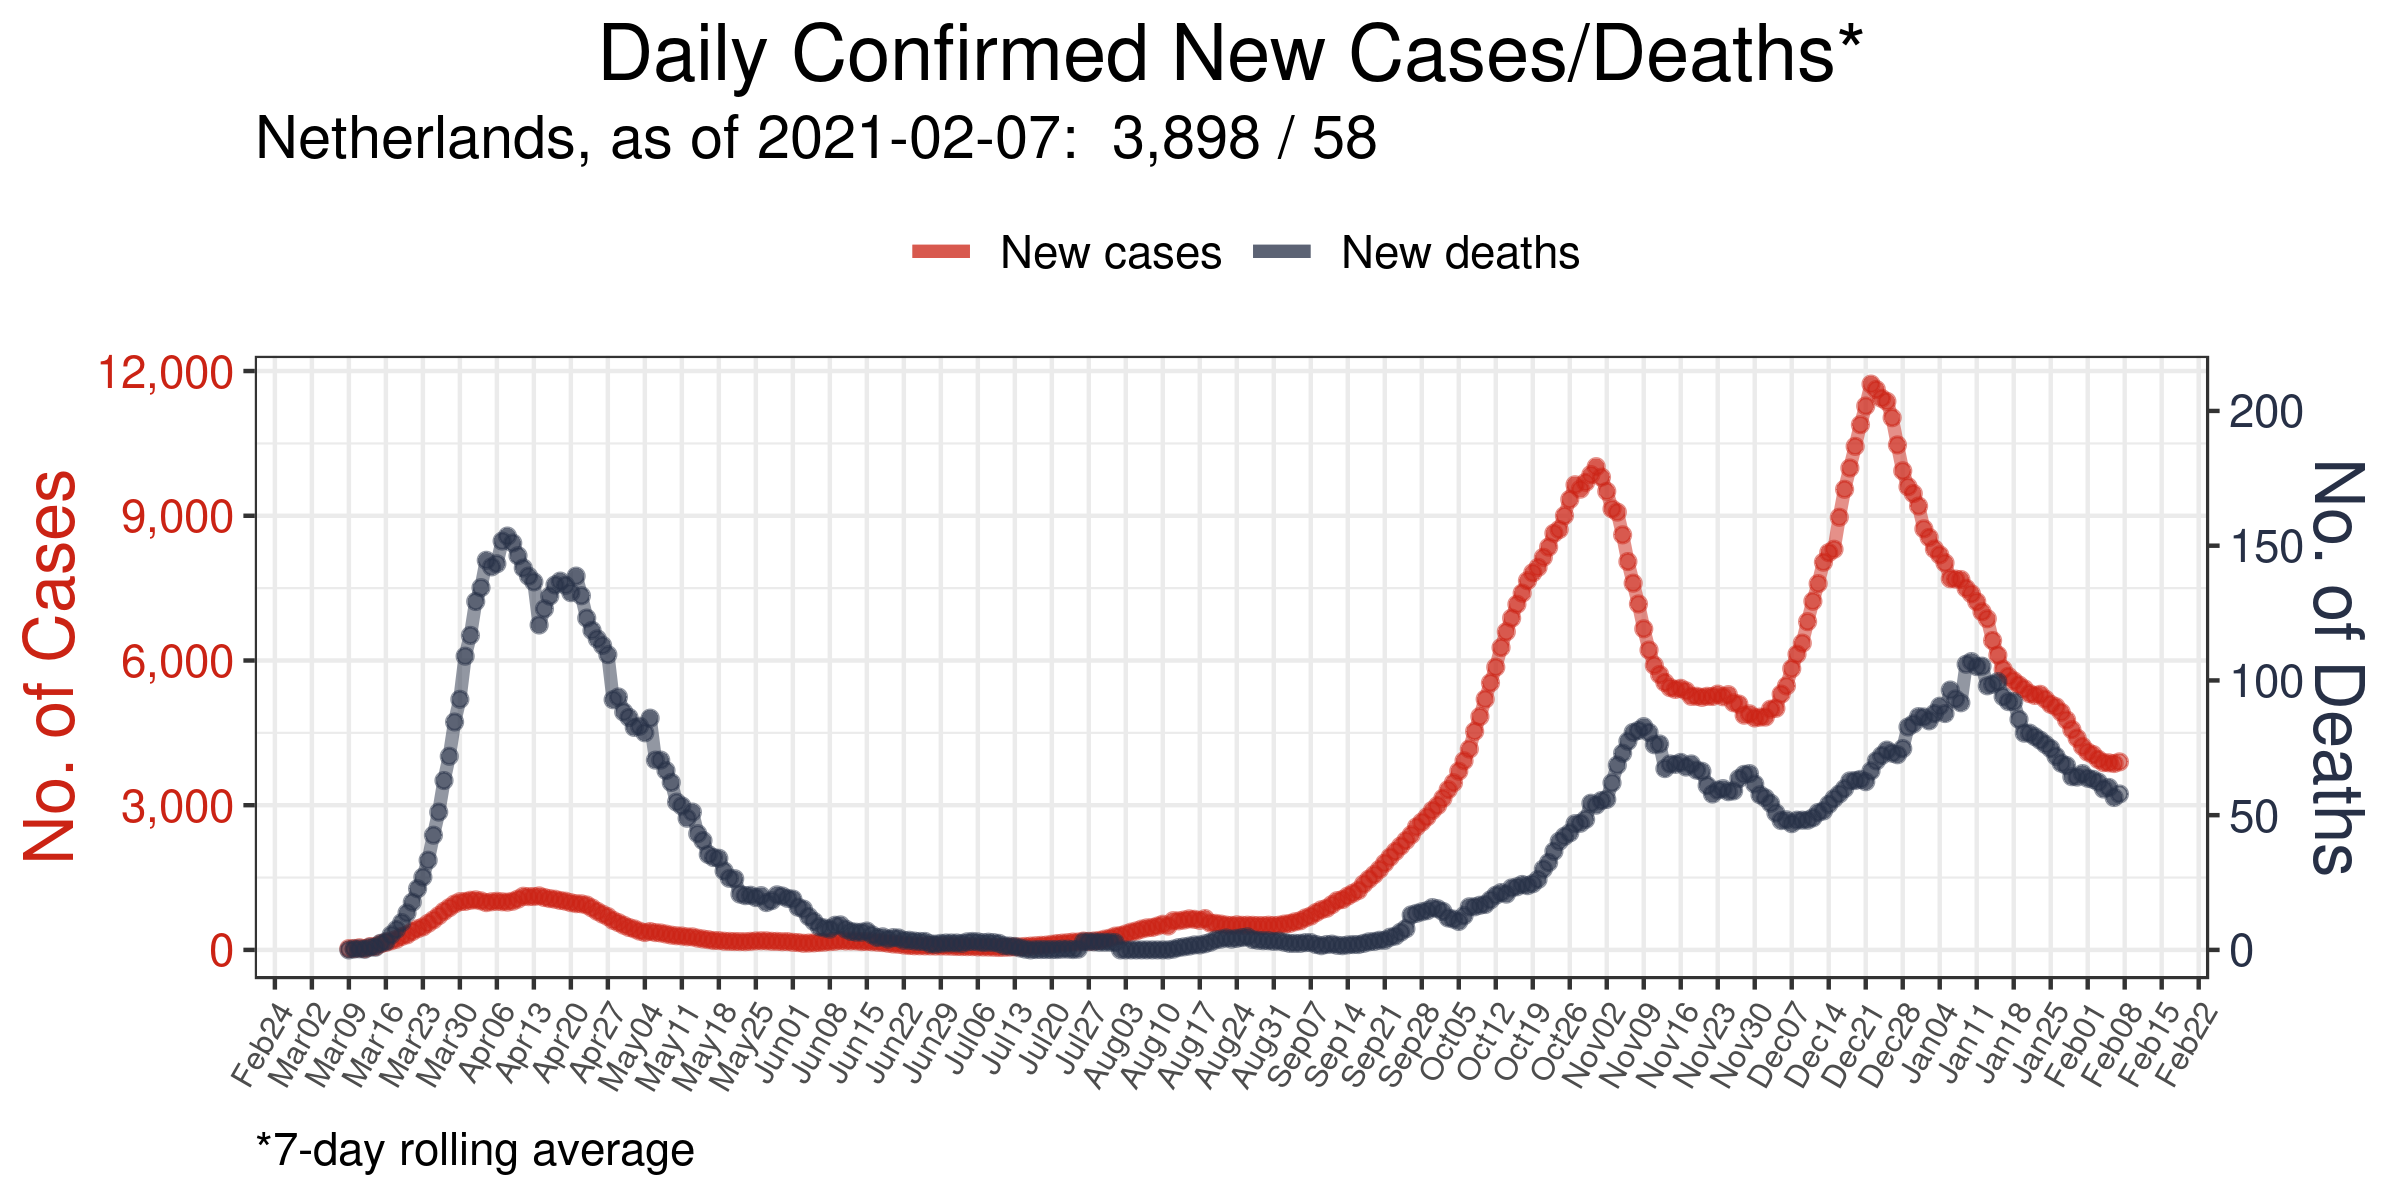 Daily Confirmed New Cases/Deaths*
Netherlands, as of 2021-02-07:  3,898 / 58
New cases
New deaths
No. of Cases
12,000
9,000
6,000
3,000
0
200
150
100
50
0
No. of Deaths
Feb24
Mar02
Mar09
Mar16
Mar23
Mar30
Apr06
Apr13
Apr20
Apr27
May04
May11
May18
May25
Jun01
Jun08
Jun15
Jun22
Jun29
Jul06
Jul13
Jul20
Jul27
Aug03
Aug10
Aug17
Aug24
Aug31
Sep07
Sep14
Sep21
Sep28
Oct05
Oct12
Oct19
Oct26
Nov02
Nov09
Nov16
Nov23
Nov30
Dec07
Dec14
Dec21
Dec28
Jan04
Jan11
Jan18
Jan25
Feb01
Feb08
Feb15
Feb22
*7-day rolling average